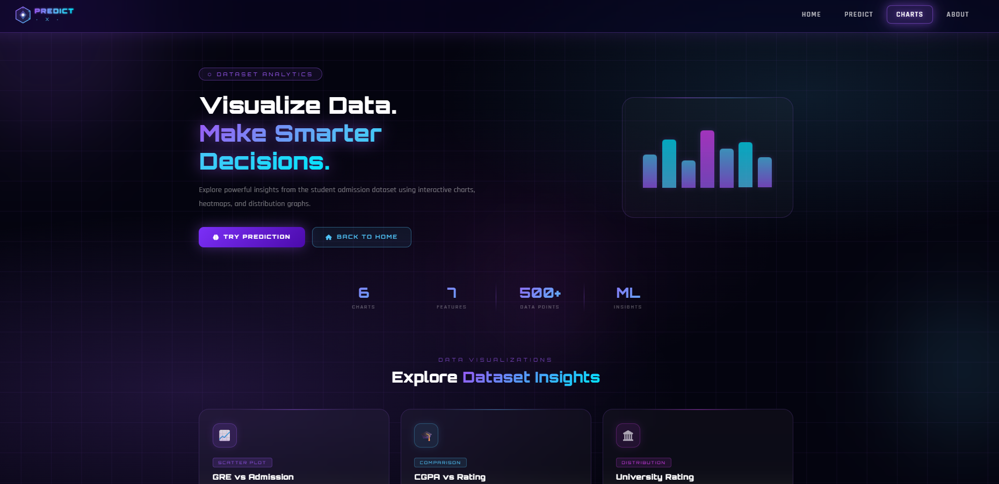 PREDICT
· X ·
HOME
PREDICT
CHARTS
ABOUT
DATASET ANALYTICS
Visualize Data.
Make Smarter
Decisions.
Explore powerful insights from the student admission dataset using interactive charts,
heatmaps, and distribution graphs.
TRY PREDICTION
BACK TO HOME
6
CHARTS
7
FEATURES
500+
DATA POINTS
ML
INSIGHTS
DATA VISUALIZATIONS
Explore Dataset Insights
SCATTER PLOT
GRE vs Admission
COMPARISON
CGPA vs Rating
DISTRIBUTION
University Rating